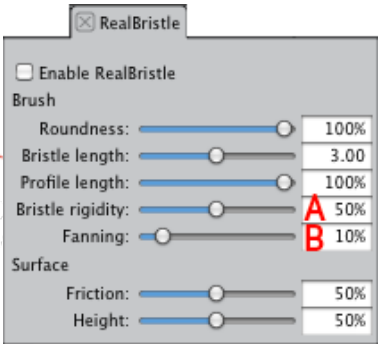 RealBristle
Enable RealBristle
Brush
Roundness: 100%
Bristle length: 3.00
Profile length: 100%
Bristle rigidity: A 50%
Fanning: B 10%
Surface
Friction: 50%
Height: 50%